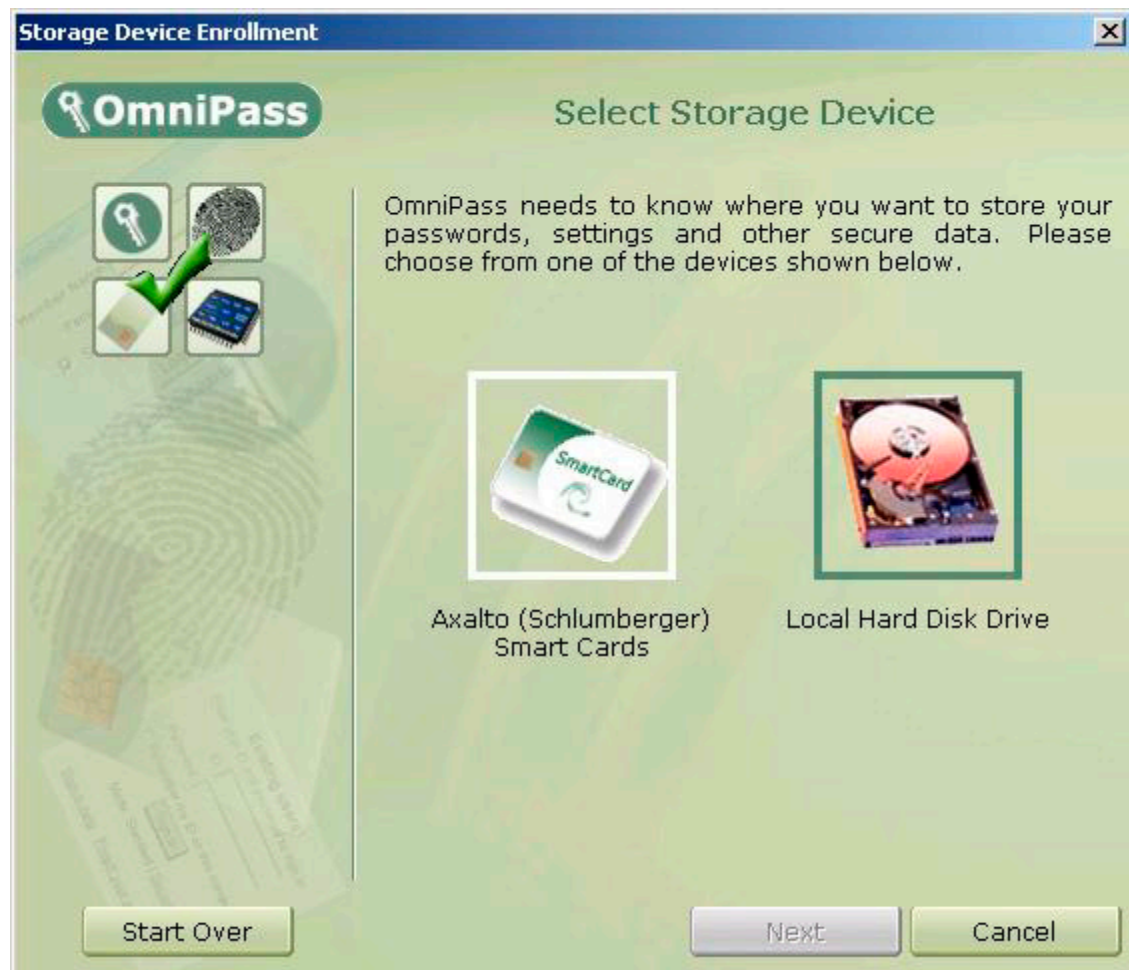 Storage Device Enrollment
OmniPass
Select Storage Device
OmniPass needs to know where you want to store your
passwords, settings and other secure data. Please
choose from one of the devices shown below.
SmartCard
Axalto (Schlumberger)
Smart Cards
Local Hard Disk Drive
Start Over
Next
Cancel